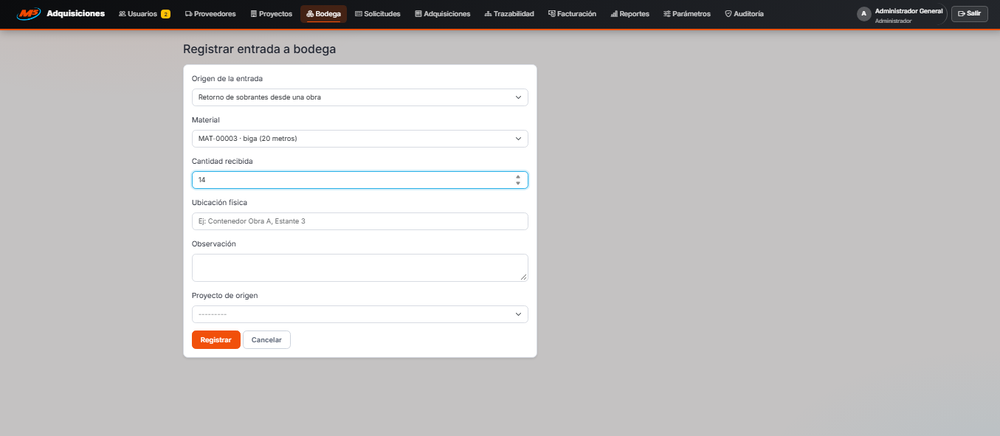 M5 Adquisiciones Usuarios 2 Proveedores Proyectos Bodega Solicitudes Adquisiciones Trazabilidad Facturación Reportes Parámetros Auditoría A Administrador General Salir
Administrador
Registrar entrada a bodega
Origen de la entrada
Retorno de sobrantes desde una obra
Material
MAT-00003 · biga (20 metros)
Cantidad recibida
14
Ubicación física
Ej: Contenedor Obra A, Estante 3
Observación
Proyecto de origen
---------
Registrar Cancelar